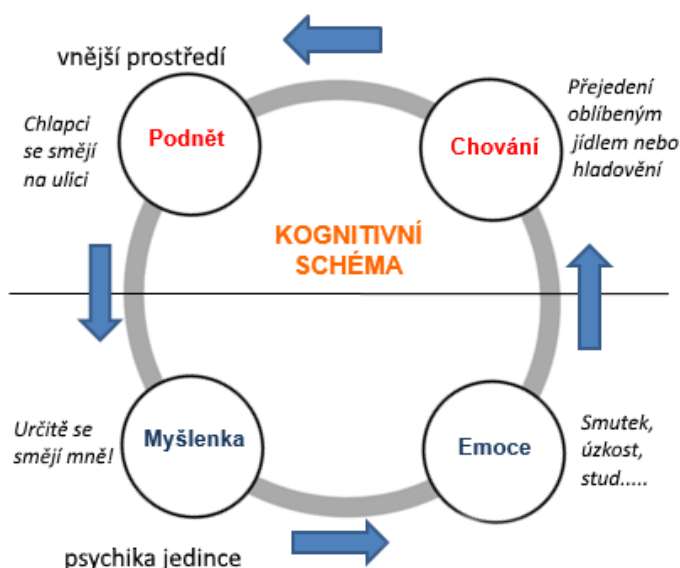 vnější prostředí
Chlapci
se smějí
na ulici
Podnět
Chování
Přejedení
oblíbeným
jídlem nebo
hladovění
KOGNITIVNÍ
SCHÉMA
Určitě se
smějí mně!
Myšlenka
Emoce
Smutek,
úzkost,
stud.....
psychika jedince